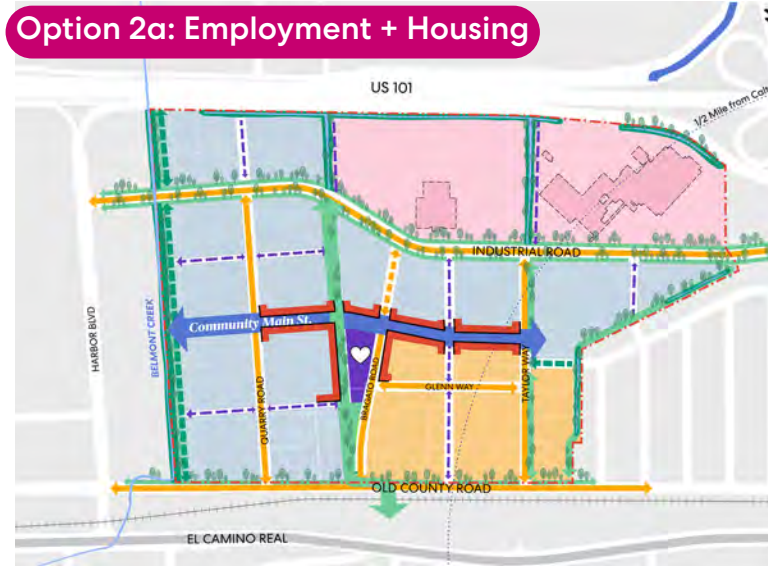 Option 2a: Employment + Housing
US 101
1/2 Mile from Calt
INDUSTRIAL ROAD
HARBOR BLVD
BELMONT CREEK
Community Main St.
QUARRY ROAD
BRAGATO ROAD
GLENN WAY
TAYLOR WAY
OLD COUNTY ROAD
EL CAMINO REAL